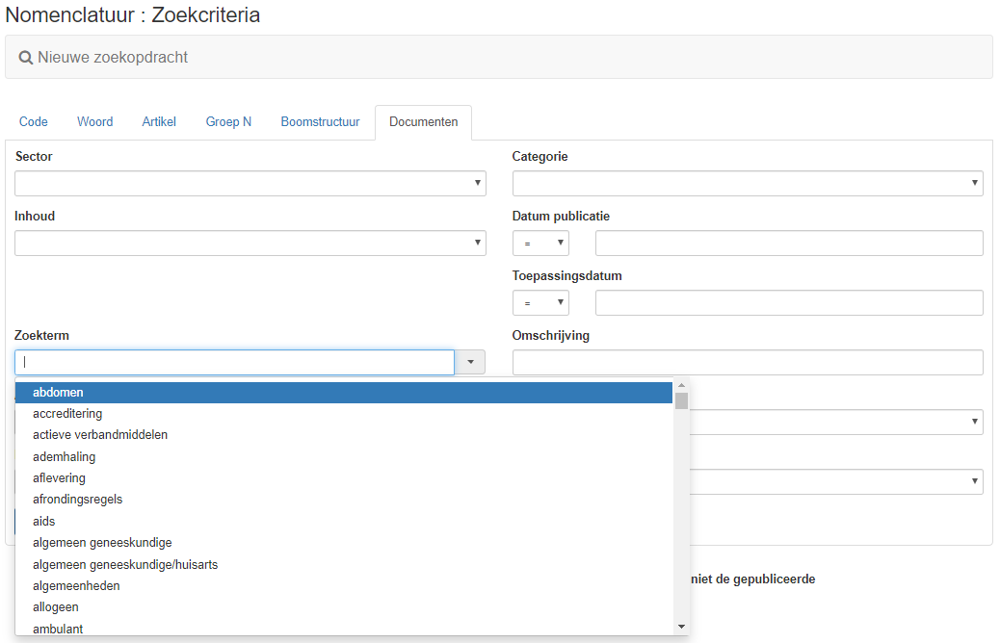 Nomenclatuur : Zoekcriteria
Nieuwe zoekopdracht
Code Woord Artikel Groep N Boomstructuur Documenten
Sector Categorie
Inhoud Datum publicatie
=
Toepassingsdatum
=
Zoekterm Omschrijving
abdomen
accreditering
actieve verbandmiddelen
ademhaling
aflevering
afrondingsregels
aids
algemeen geneeskundige
algemeen geneeskundige/huisarts
niet de gepubliceerde
algemeenheden
allogeen
ambulant